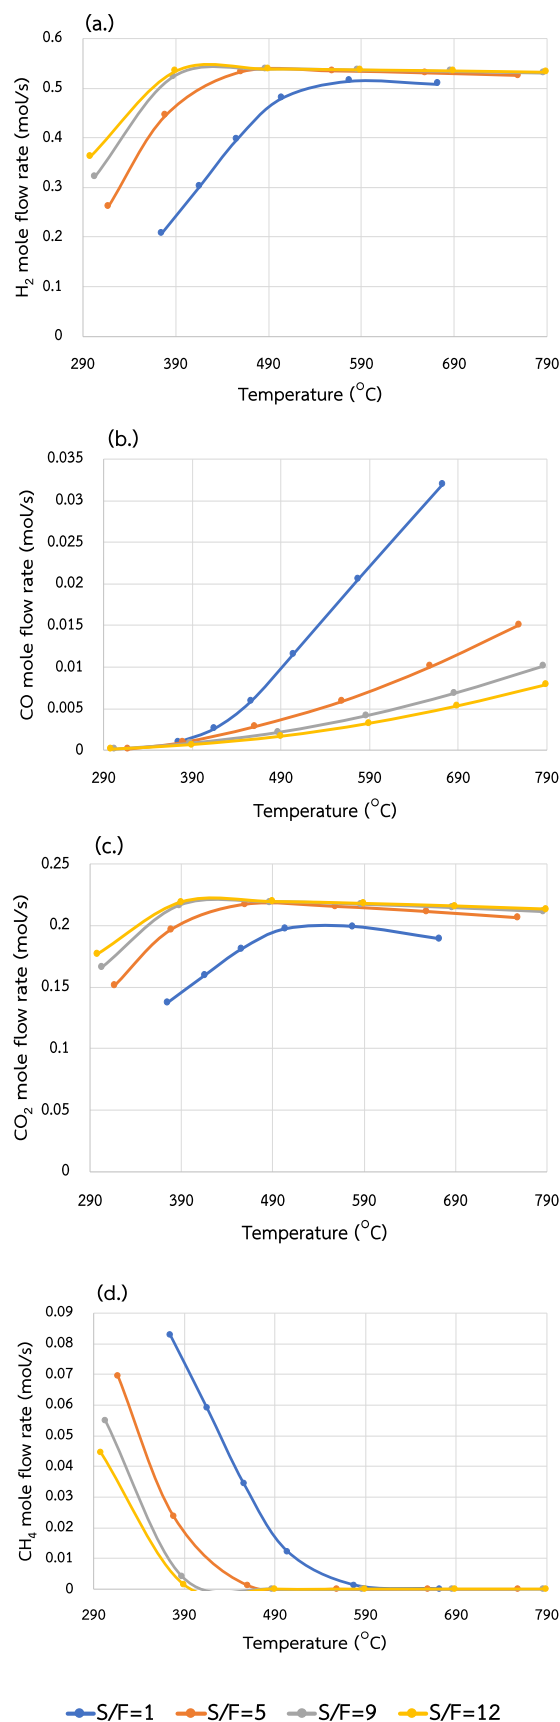 (a.)
H2 mole flow rate (mol/s)
0.6
0.5
0.4
0.3
0.2
0.1
0
290 390 490 590 690 790
Temperature (°C)
(b.)
CO mole flow rate (mol/s)
0.035
0.03
0.025
0.02
0.015
0.01
0.005
0
290 390 490 590 690 790
Temperature (°C)
(c.)
CO2 mole flow rate (mol/s)
0.25
0.2
0.15
0.1
0.05
0
290 390 490 590 690 790
Temperature (°C)
(d.)
CH4 mole flow rate (mol/s)
0.09
0.08
0.07
0.06
0.05
0.04
0.03
0.02
0.01
0
290 390 490 590 690 790
Temperature (°C)
S/F=1 S/F=5 S/F=9 S/F=12